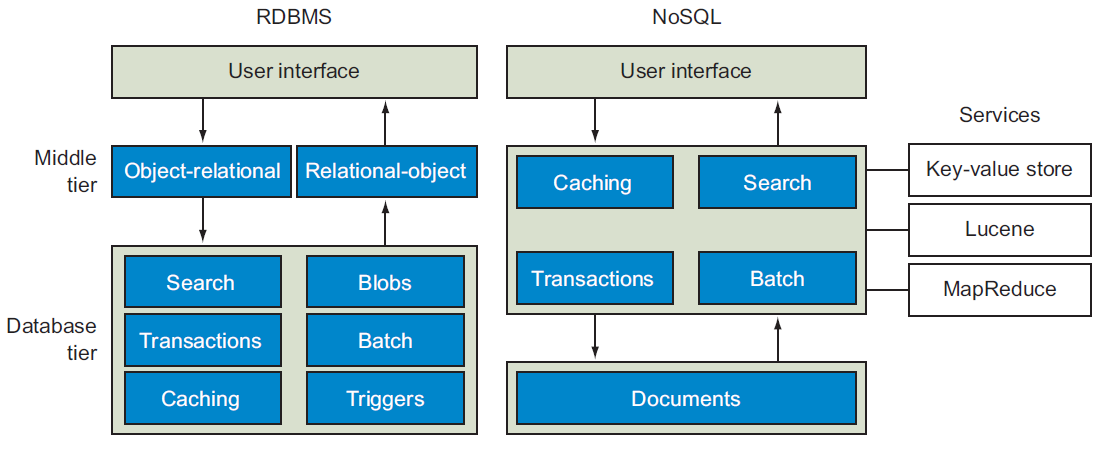 RDBMS
NoSQL
User interface
User interface
Services
Middle
tier
Object-relational
Relational-object
Caching
Search
Key-value store
Lucene
Transactions
Batch
MapReduce
Database
tier
Search
Blobs
Transactions
Batch
Caching
Triggers
Documents